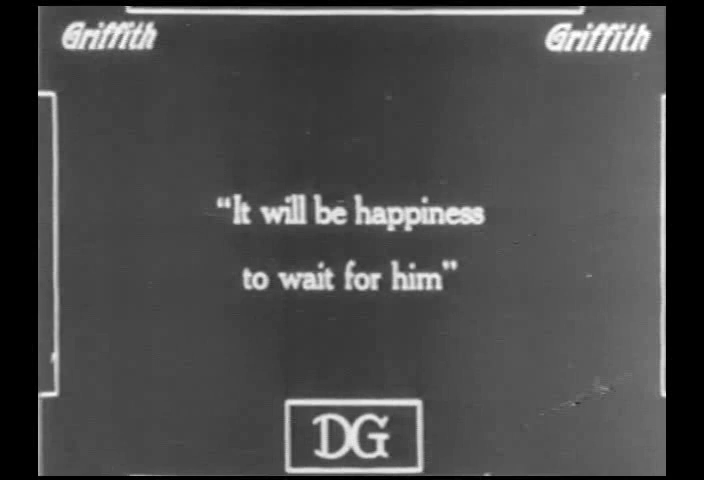 Griffith Griffith
"It will be happiness
to wait for him"
DG